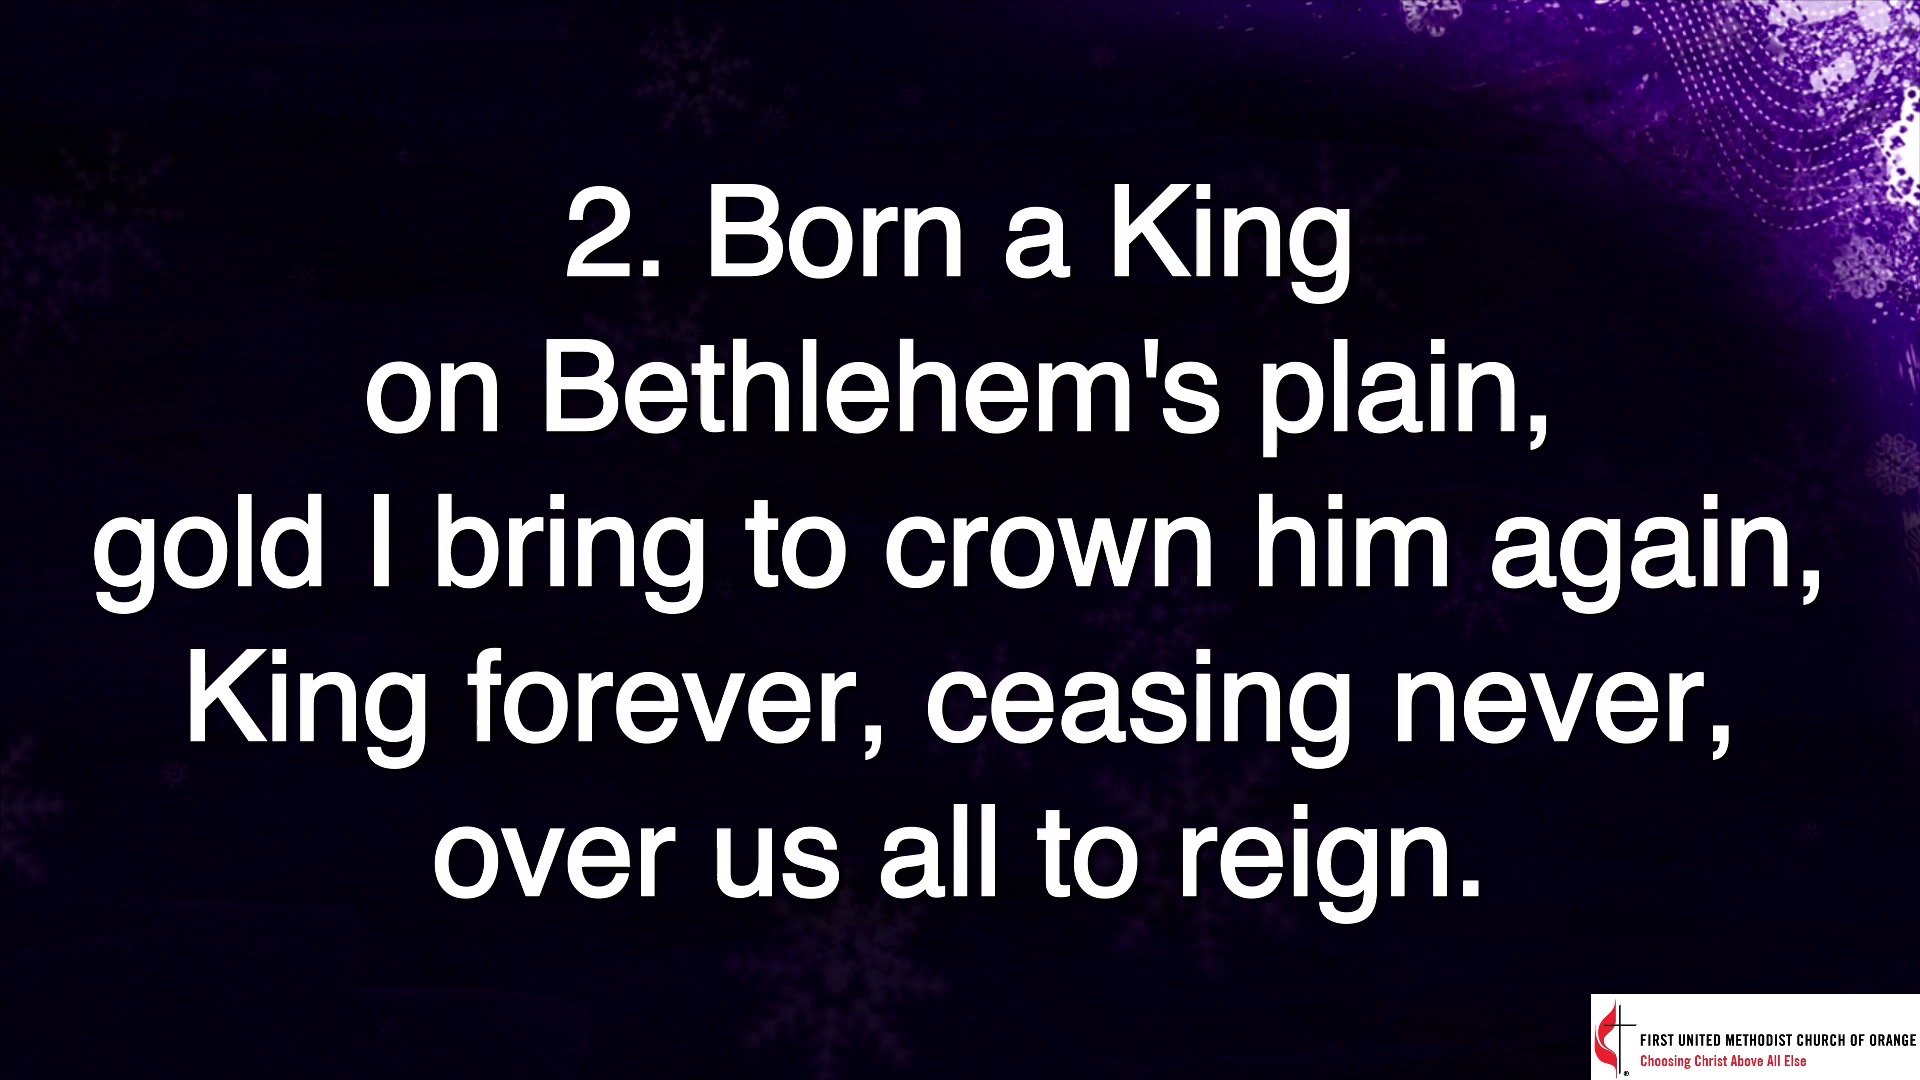 2. Born a King
on Bethlehem's plain,
gold I bring to crown him again,
King forever, ceasing never,
over us all to reign.
FIRST UNITED METHODIST CHURCH OF ORANGE
Choosing Christ Above All Else
®